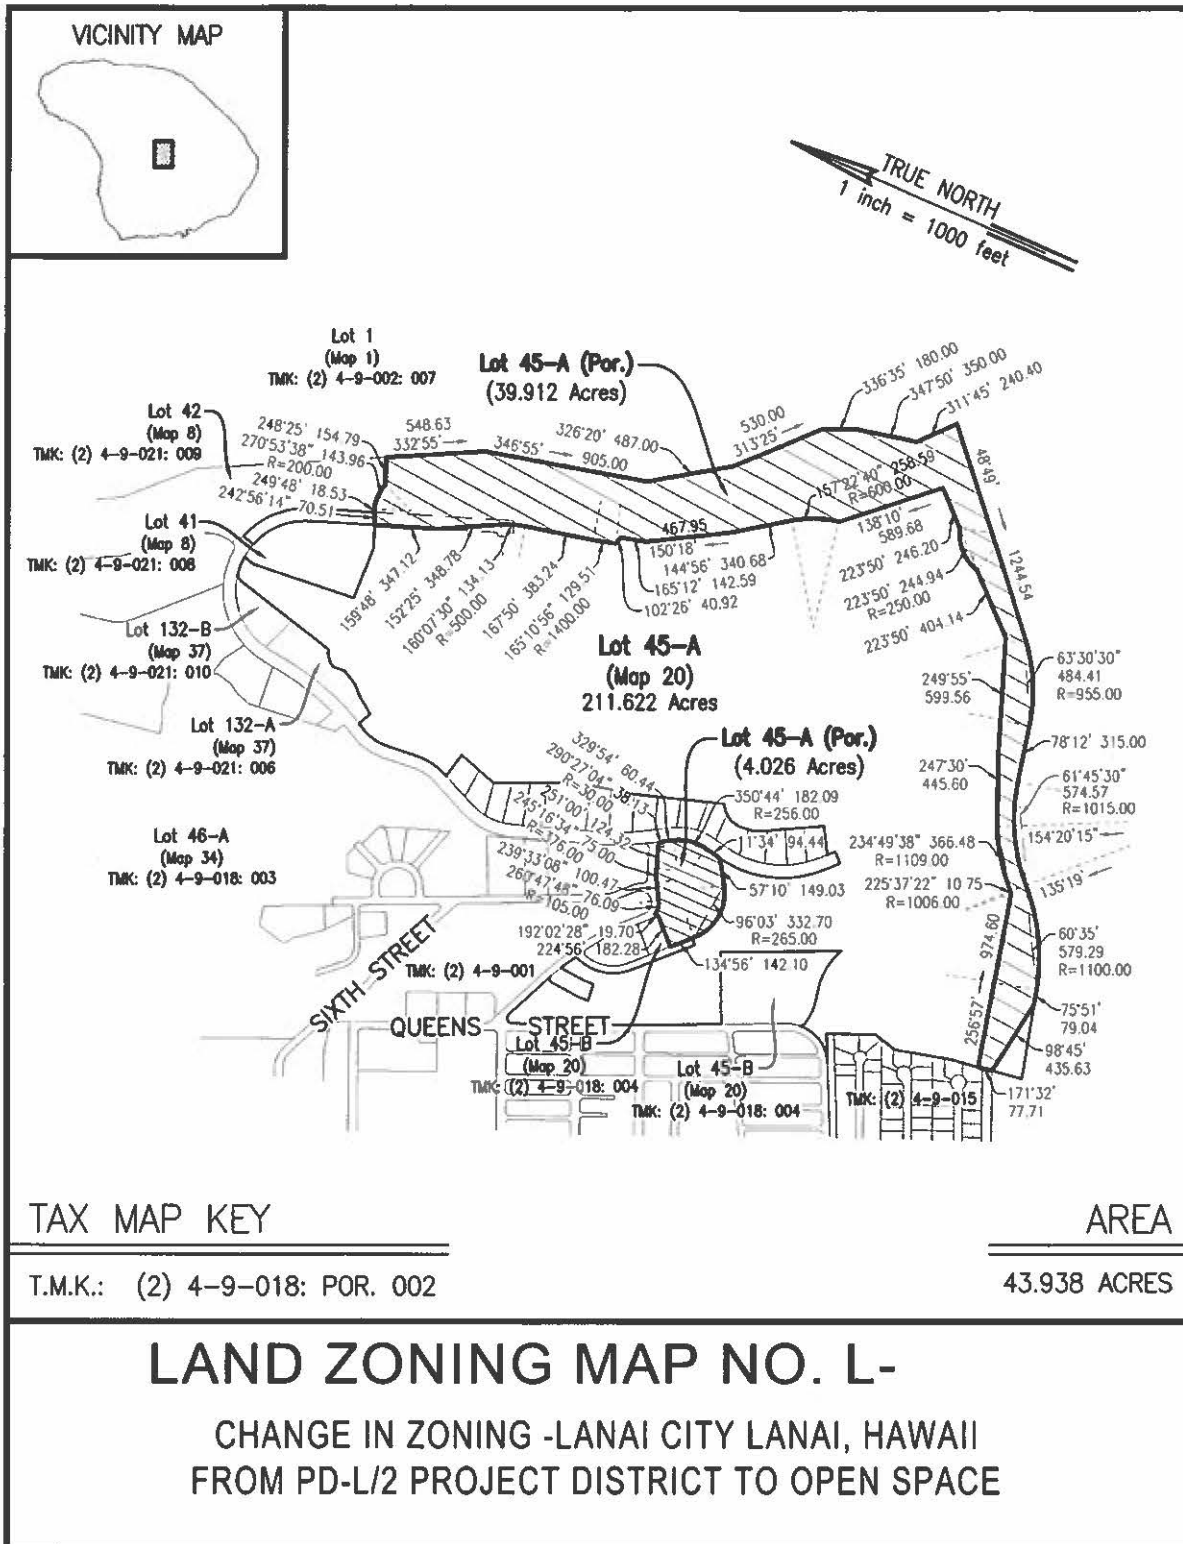 VICINITY MAP
TRUE NORTH
1 inch = 1000 feet
Lot 1
(Map 1)
TMK: (2) 4-9-002: 007
Lot 45-A (Por.)
(39.912 Acres)
336°35' 180.00
347°50' 350.00
311°45' 240.40
530.00
313°25'
326°20' 487.00
548.63
332°55'
346°55'
905.00
Lot 42
(Map 8)
TMK: (2) 4-9-021: 009
248°25' 154.79
270°53'38" 143.96
R=200.00
249°48' 18.53
242°56'14" 70.51
Lot 41
(Map 8)
TMK: (2) 4-9-021: 008
157°22'40" 258.59
R=600.00
48°49'
1244.54
467.95
150°18'
144°56' 340.68
165°12' 142.59
102°26' 40.92
138°10'
589.68
223°50' 246.20
223°50' 244.94
R=250.00
223°50' 404.14
159°48' 347.12
152°25' 348.78
160°07'30" 134.13
R=500.00
167°50' 383.24
165°10'56" 129.51
R=1400.00
Lot 132-B
(Map 37)
TMK: (2) 4-9-021: 010
Lot 45-A
(Map 20)
211.622 Acres
63°30'30"
484.41
R=955.00
249°55'
599.56
Lot 132-A
(Map 37)
TMK: (2) 4-9-021: 006
Lot 45-A (Por.)
(4.026 Acres)
78°12' 315.00
247°30'
445.60
61°45'30"
574.57
R=1015.00
329°54' 60.44
290°27'04" 38.13
R=30.00
251°00' 124.32
245°16'34" 75.00
R=376.00
239°33'08" 100.47
260°47'48" 76.09
R=105.00
192°02'28" 19.70
224°56' 182.28
350°44' 182.09
R=256.00
11°34' 94.44
57°10' 149.03
96°03' 332.70
R=265.00
134°56' 142.10
Lot 46-A
(Map 34)
TMK: (2) 4-9-018: 003
234°49'38" 366.48
R=1109.00
154°20'15"
225°37'22" 10.75
R=1006.00
135°19'
974.60
256°57'
60°35'
579.29
R=1100.00
75°51'
79.04
98°45'
435.63
171°32'
77.71
SIXTH STREET
TMK: (2) 4-9-001
QUEENS STREET
Lot 45-B
(Map 20)
TMK: (2) 4-9-018: 004
Lot 45-B
(Map 20)
TMK: (2) 4-9-018: 004
TMK: (2) 4-9-015
TAX MAP KEY
AREA
T.M.K.: (2) 4-9-018: POR. 002
43.938 ACRES
LAND ZONING MAP NO. L-
CHANGE IN ZONING -LANAI CITY LANAI, HAWAII
FROM PD-L/2 PROJECT DISTRICT TO OPEN SPACE